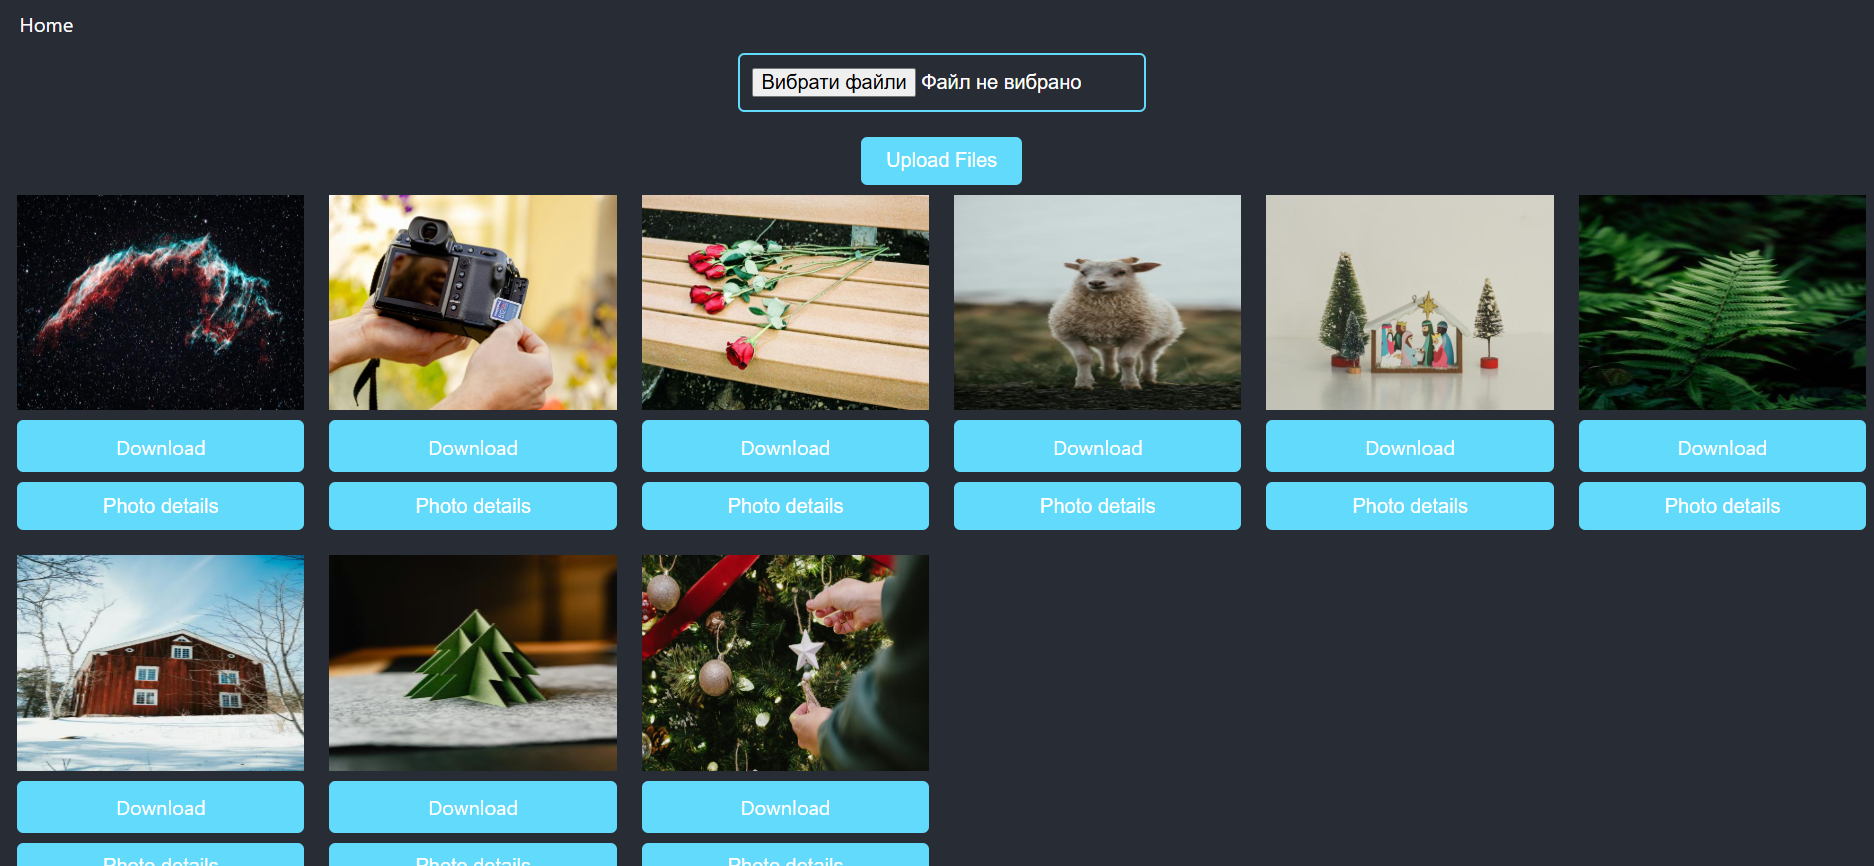 Home
Вибрати файли Файл не вибрано
Upload Files
Download Download Download Download Download Download
Photo details Photo details Photo details Photo details Photo details Photo details
Download Download Download
Photo details Photo details Photo details